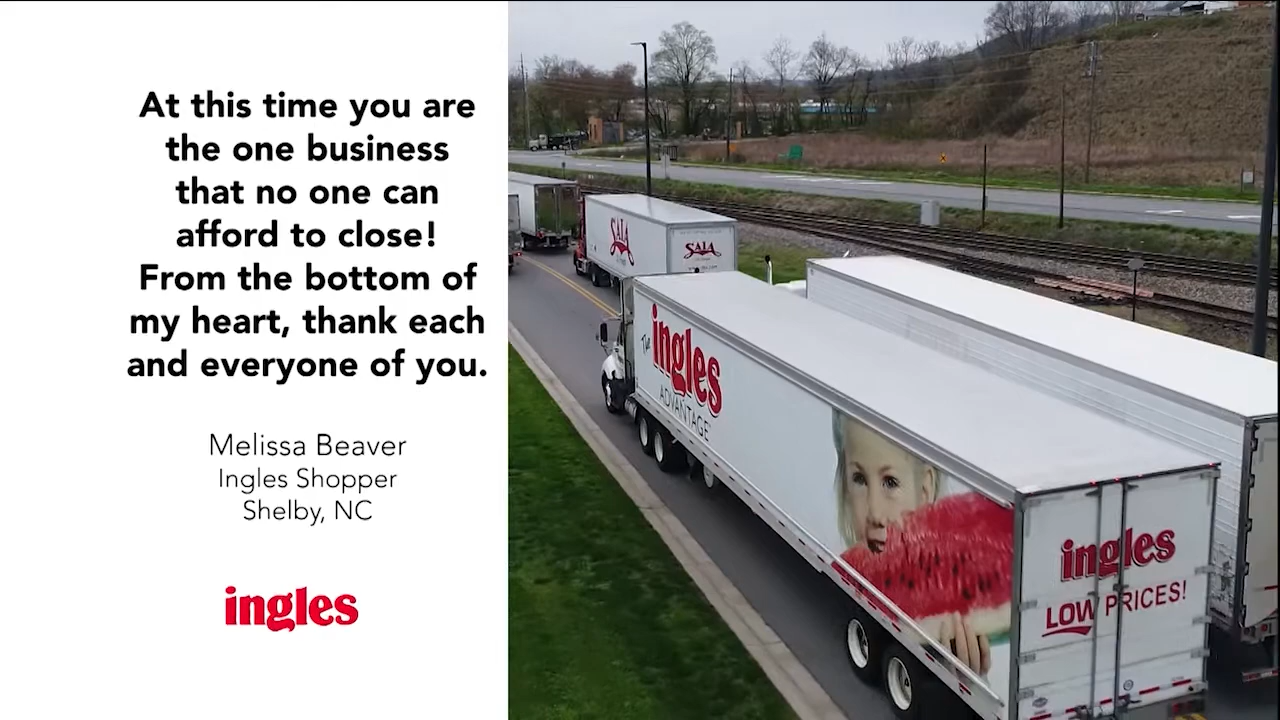 At this time you are
the one business
that no one can
afford to close!
From the bottom of
my heart, thank each
and everyone of you.
Melissa Beaver
Ingles Shopper
Shelby, NC
ingles
SAIA
SAIA
The
ingles
ADVANTAGE
ingles
LOW PRICES!